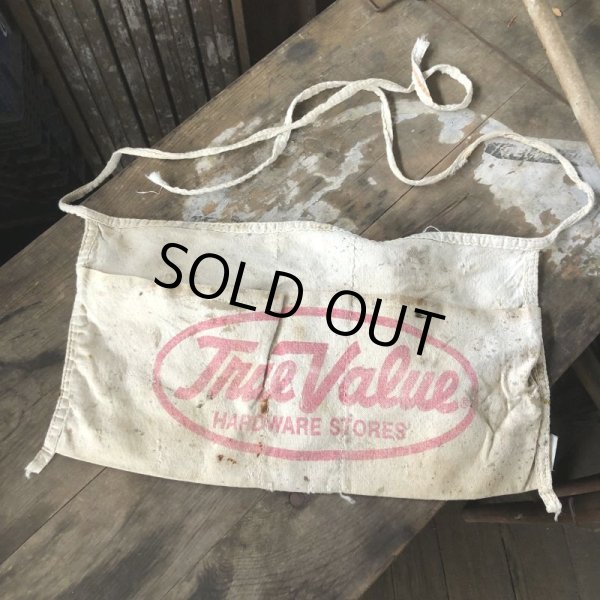 SOLD OUT
True Value®
HARDWARE STORES